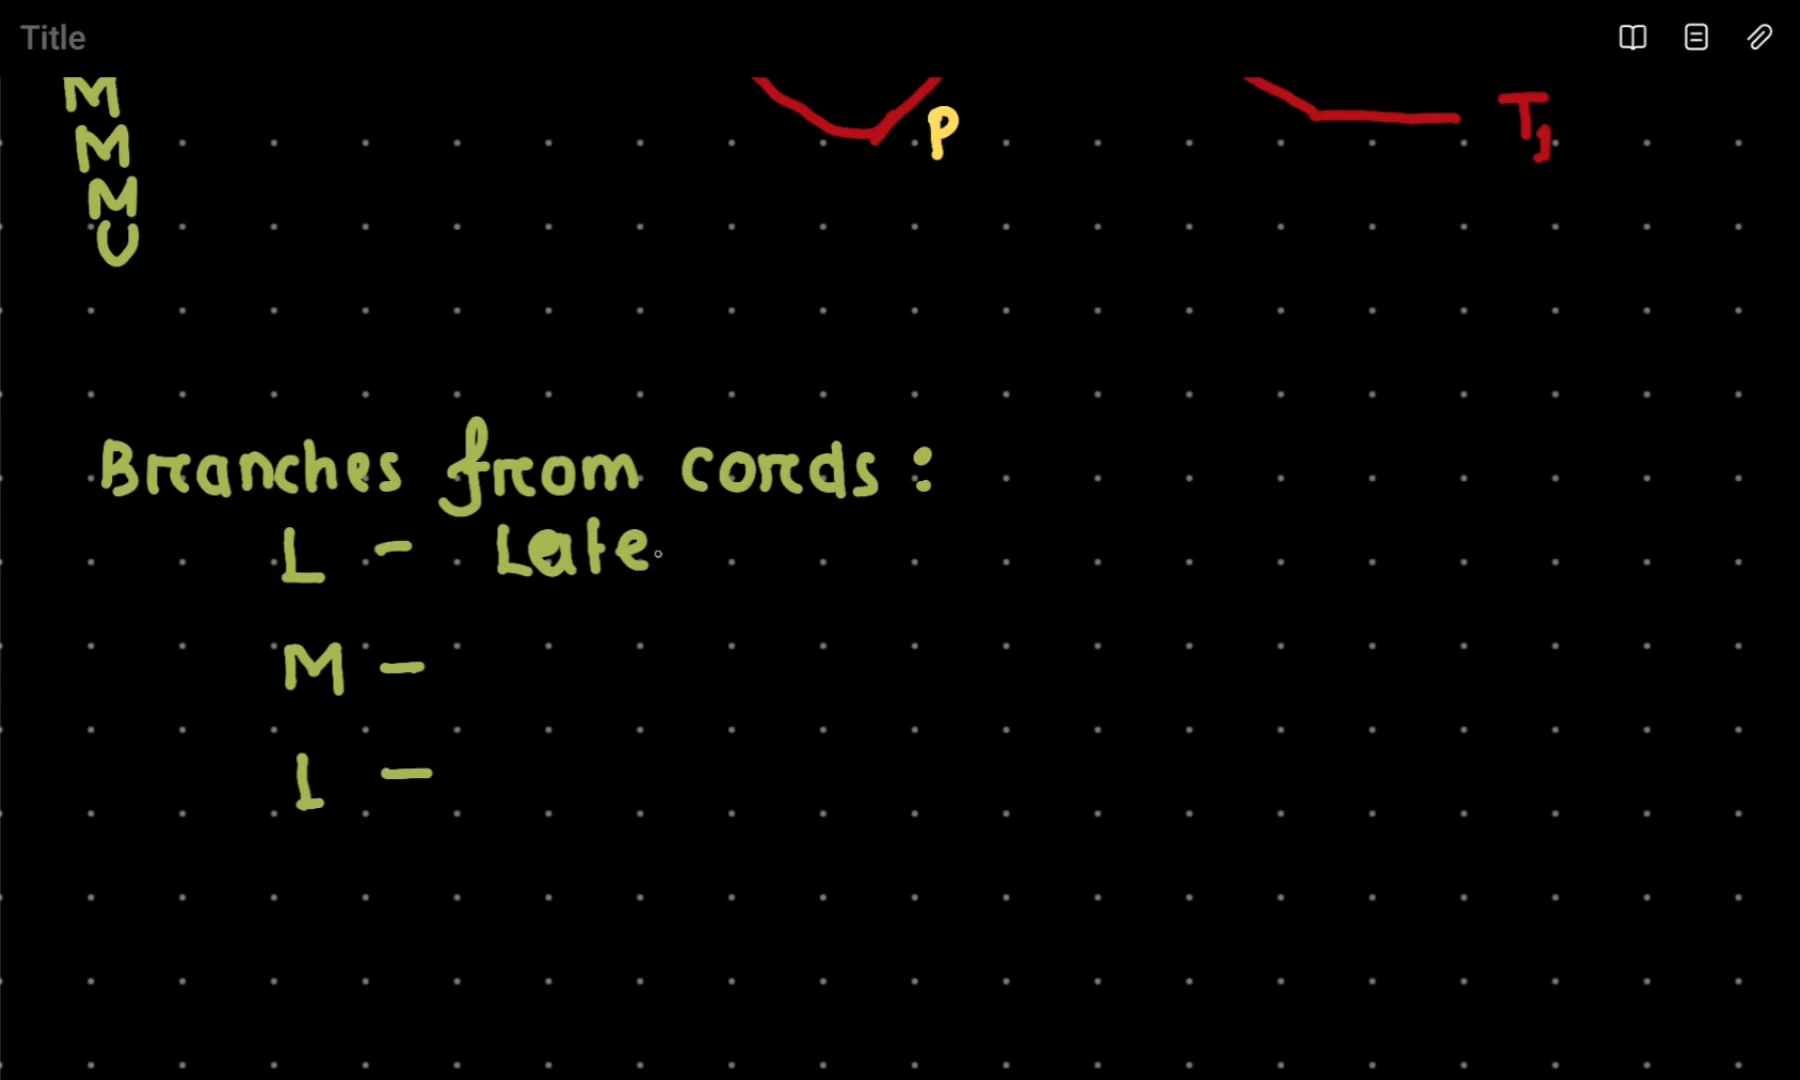 Title
M
P
T1
M
M
U
Branches from cords :
L - Late
M -
L -